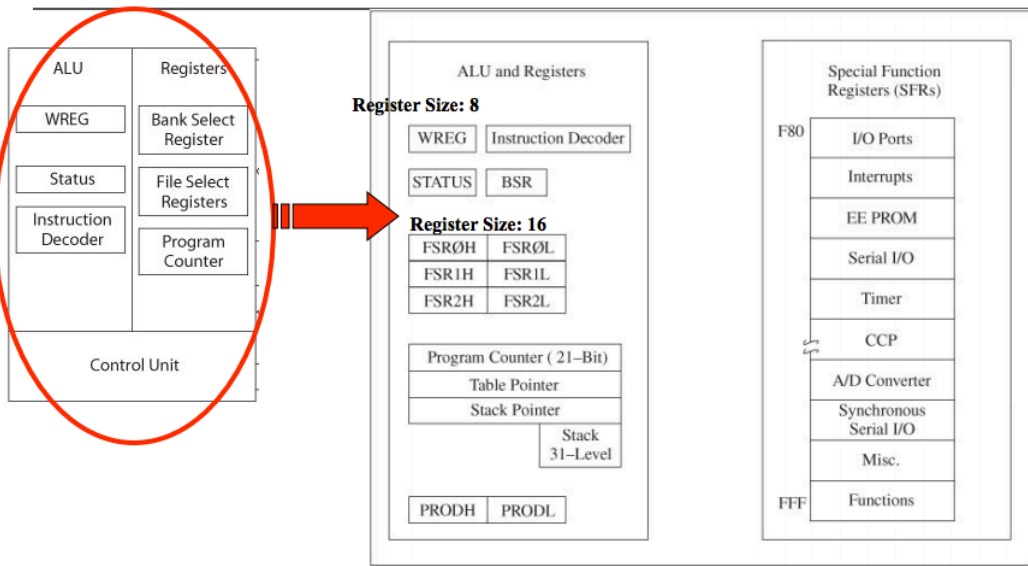 ALU
Registers
WREG
Bank Select
Register
Status
File Select
Registers
Instruction
Decoder
Program
Counter
Control Unit
ALU and Registers
Register Size: 8
WREG
Instruction Decoder
STATUS
BSR
Register Size: 16
FSRØH
FSRØL
FSR1H
FSR1L
FSR2H
FSR2L
Program Counter ( 21–Bit)
Table Pointer
Stack Pointer
Stack
31–Level
PRODH
PRODL
Special Function
Registers (SFRs)
F80
I/O Ports
Interrupts
EE PROM
Serial I/O
Timer
CCP
A/D Converter
Synchronous
Serial I/O
Misc.
FFF
Functions